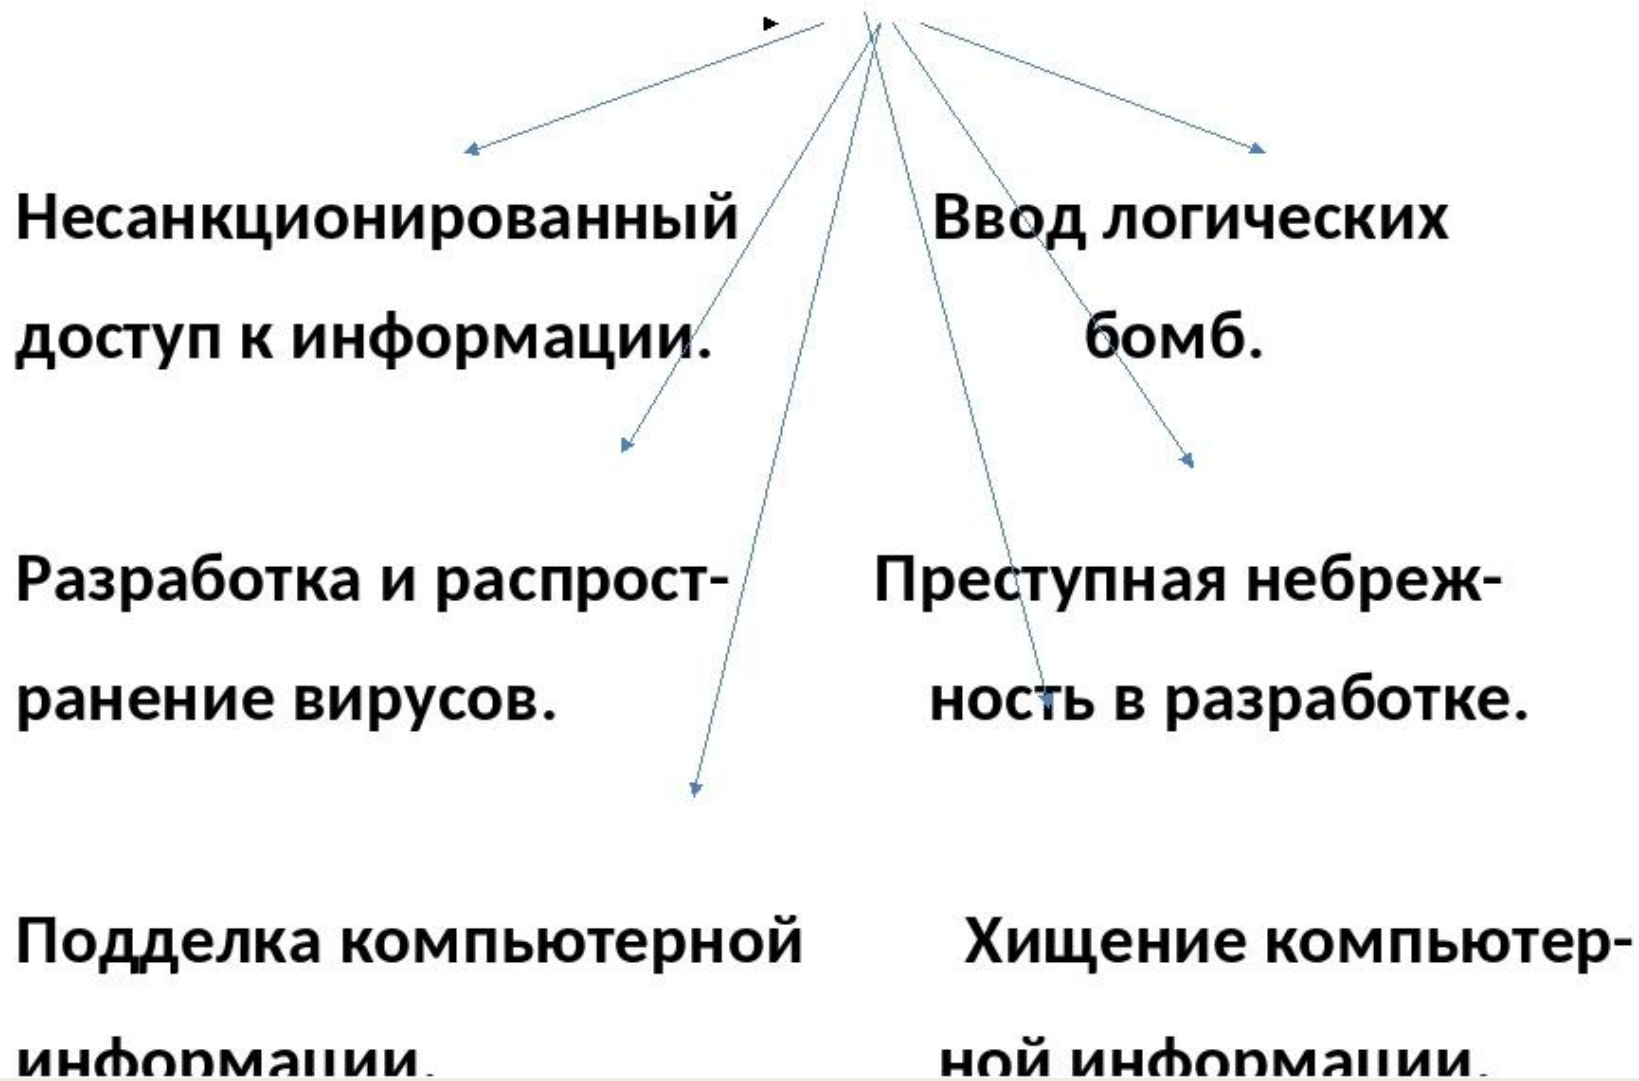 Несанкционированный
доступ к информации.
Ввод логических
бомб.
Разработка и распрост-
ранение вирусов.
Преступная небреж-
ность в разработке.
Подделка компьютерной
информации.
Хищение компьютер-
ной информации.